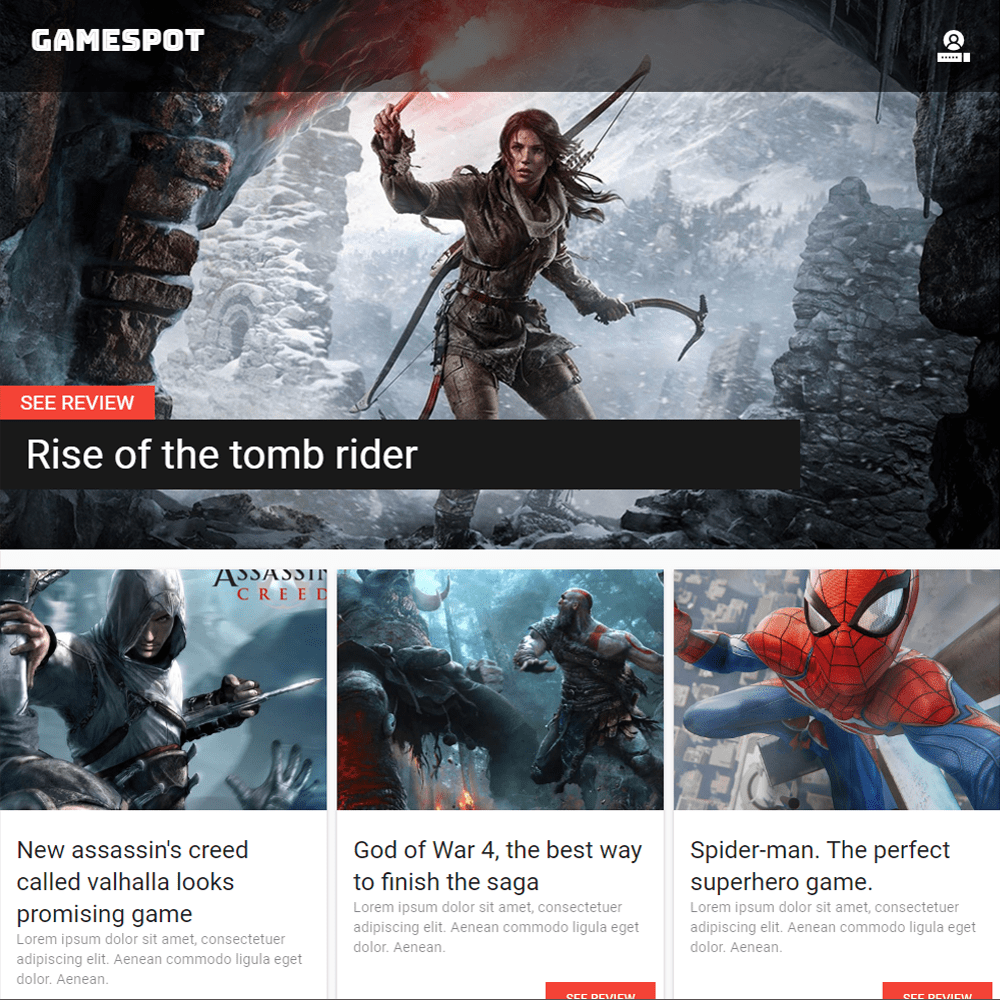 GAMESPOT
SEE REVIEW
Rise of the tomb rider
ASSASSIN
CREED
New assassin's creed
called valhalla looks
promising game
Lorem ipsum dolor sit amet, consectetuer
adipiscing elit. Aenean commodo ligula eget
dolor. Aenean.
God of War 4, the best way
to finish the saga
Lorem ipsum dolor sit amet, consectetuer
adipiscing elit. Aenean commodo ligula eget
dolor. Aenean.
SEE REVIEW
Spider-man. The perfect
superhero game.
Lorem ipsum dolor sit amet, consectetuer
adipiscing elit. Aenean commodo ligula eget
dolor. Aenean.
SEE REVIEW